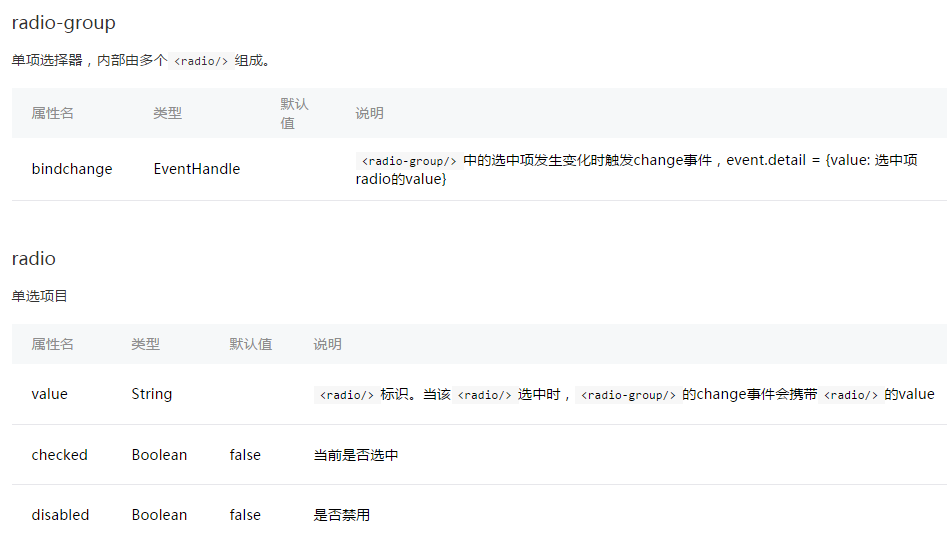 radio-group
单项选择器，内部由多个 <radio/> 组成。
属性名 类型 默认值 说明
bindchange EventHandle <radio-group/> 中的选中项发生变化时触发change事件，event.detail = {value: 选中项
radio的value}
radio
单选项目
属性名 类型 默认值 说明
value String <radio/> 标识。当该 <radio/> 选中时， <radio-group/> 的change事件会携带 <radio/> 的value
checked Boolean false 当前是否选中
disabled Boolean false 是否禁用